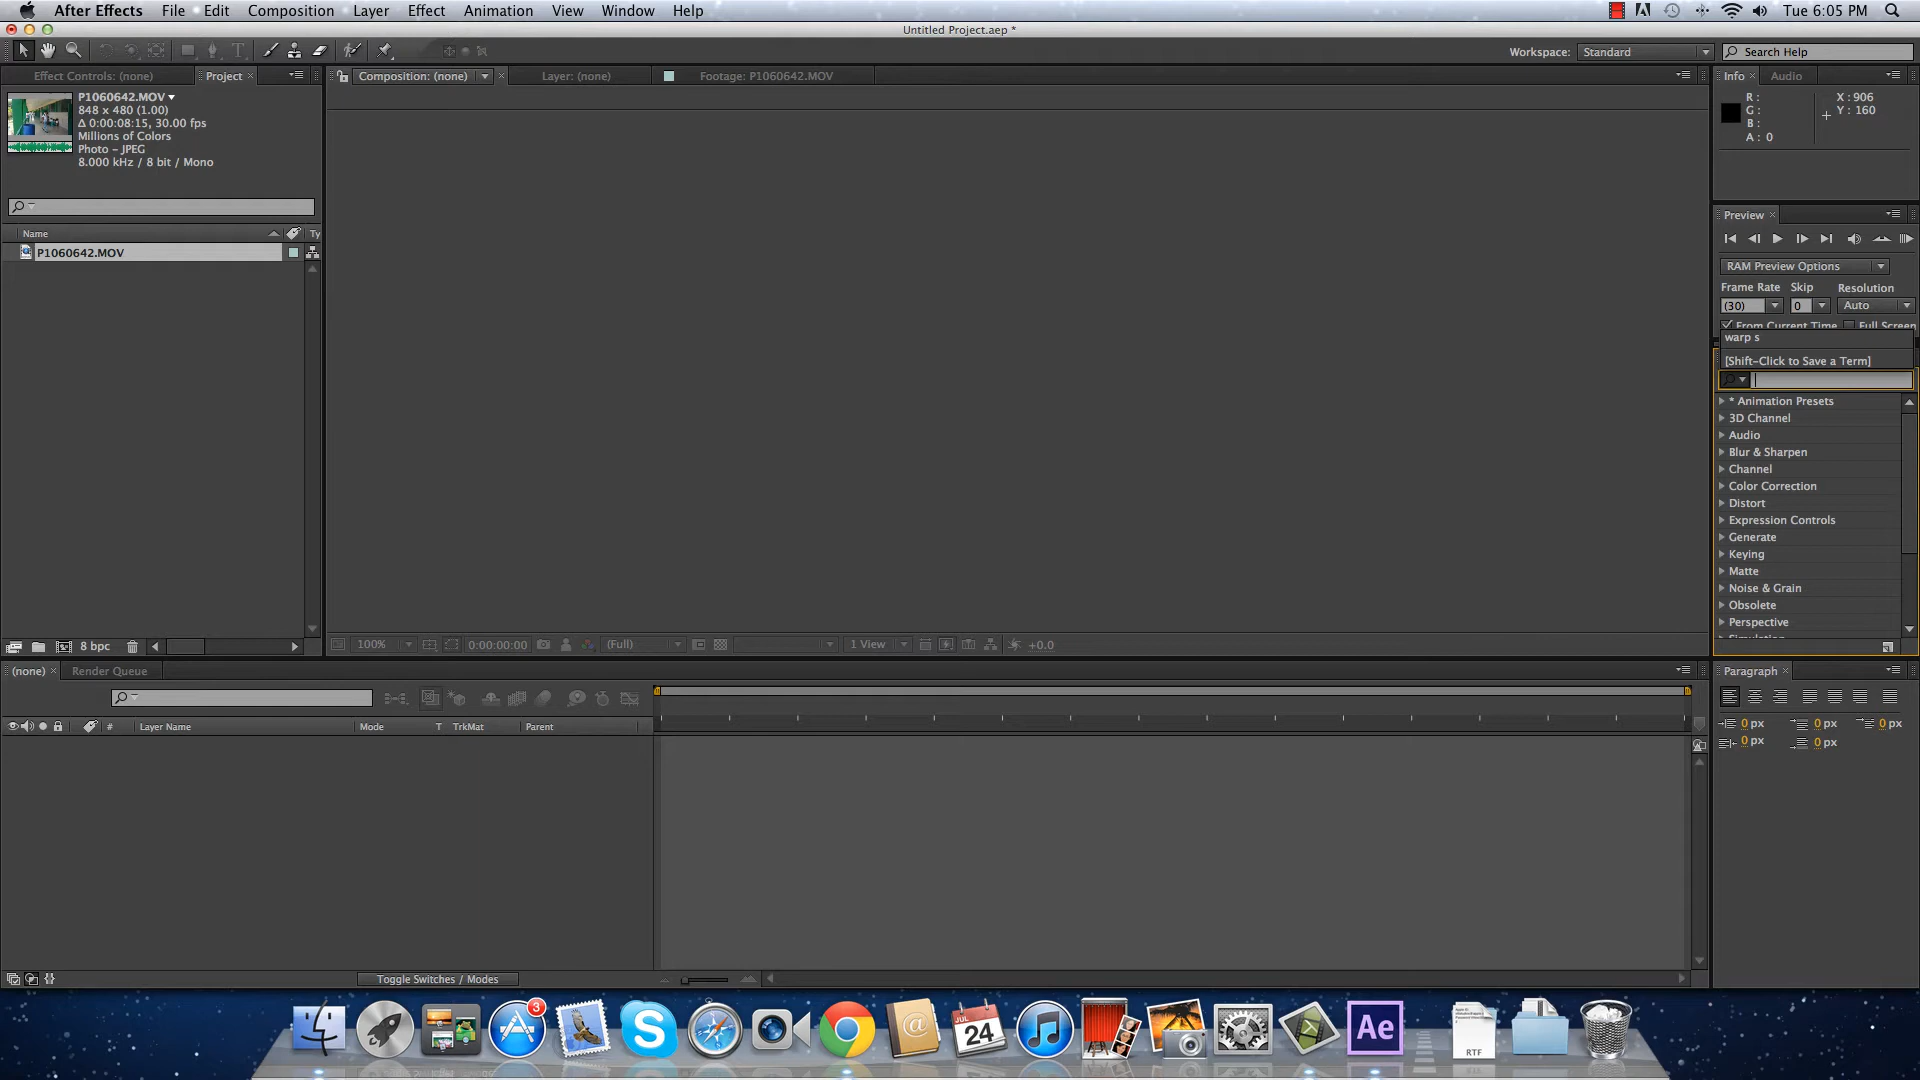 After Effects File Edit Composition Layer Effect Animation View Window Help Tue 6:05 PM
Untitled Project.aep *
Workspace: Standard Search Help
Effect Controls: (none) Project Composition: (none) Layer: (none) Footage: P1060642.MOV Info Audio
P1060642.MOV
848 x 480 (1.00)
Δ 0:00:08:15, 30.00 fps
Millions of Colors
Photo – JPEG
8.000 kHz / 8 bit / Mono
R :
G :
B :
A : 0
X : 906
Y : 160
Preview
RAM Preview Options
Frame Rate Skip Resolution
(30) 0 Auto
From Current Time Full Screen
warp s
[Shift-Click to Save a Term]
* Animation Presets
3D Channel
Audio
Blur & Sharpen
Channel
Color Correction
Distort
Expression Controls
Generate
Keying
Matte
Noise & Grain
Obsolete
Perspective
Name Ty
P1060642.MOV
8 bpc
100% 0:00:00:00 (Full) 1 View +0.0
(none) Render Queue
# Layer Name Mode T TrkMat Parent
Toggle Switches / Modes
Paragraph
0 px 0 px 0 px
0 px 0 px
3
JUL
24
Ae
RTF